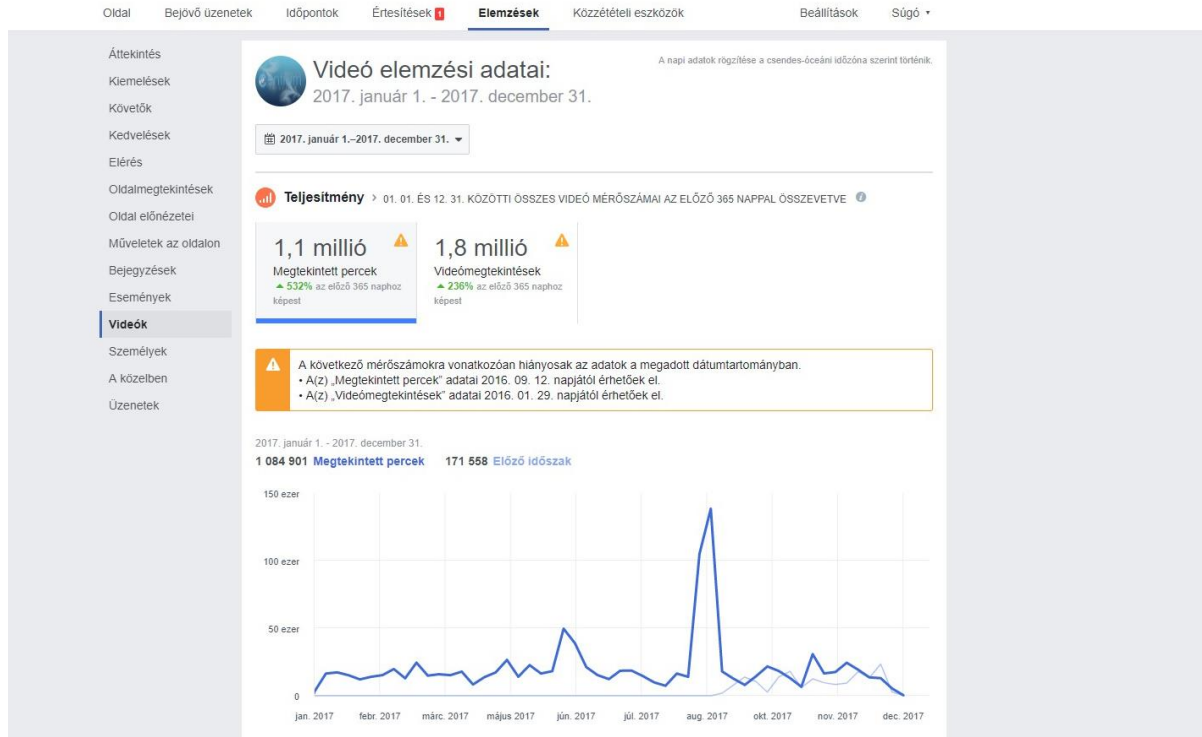 Oldal Bejövő üzenetek Időpontok Értesítések 1 Elemzések Közzétételi eszközök Beállítások Súgó
Áttekintés
Kiemelések
Követők
Kedvelések
Elérés
Oldalmegtekintések
Oldal előnézetei
Műveletek az oldalon
Bejegyzések
Események
Videók
Személyek
A közelben
Üzenetek
Videó elemzési adatai:
2017. január 1. - 2017. december 31.
A napi adatok rögzítése a csendes-óceáni időzóna szerint történik.
2017. január 1.–2017. december 31.
Teljesítmény > 01. 01. ÉS 12. 31. KÖZÖTTI ÖSSZES VIDEÓ MÉRŐSZÁMAI AZ ELŐZŐ 365 NAPPAL ÖSSZEVETVE
1,1 millió
Megtekintett percek
532% az előző 365 naphoz
képest
1,8 millió
Videómegtekintések
236% az előző 365 naphoz
képest
A következő mérőszámokra vonatkozóan hiányosak az adatok a megadott dátumtartományban.
• A(z) „Megtekintett percek” adatai 2016. 09. 12. napjától érhetőek el.
• A(z) „Videómegtekintések” adatai 2016. 01. 29. napjától érhetőek el.
2017. január 1. - 2017. december 31.
1 084 901 Megtekintett percek 171 558 Előző időszak
150 ezer
100 ezer
50 ezer
0
jan. 2017 febr. 2017 márc. 2017 május 2017 jún. 2017 júl. 2017 aug. 2017 okt. 2017 nov. 2017 dec. 2017